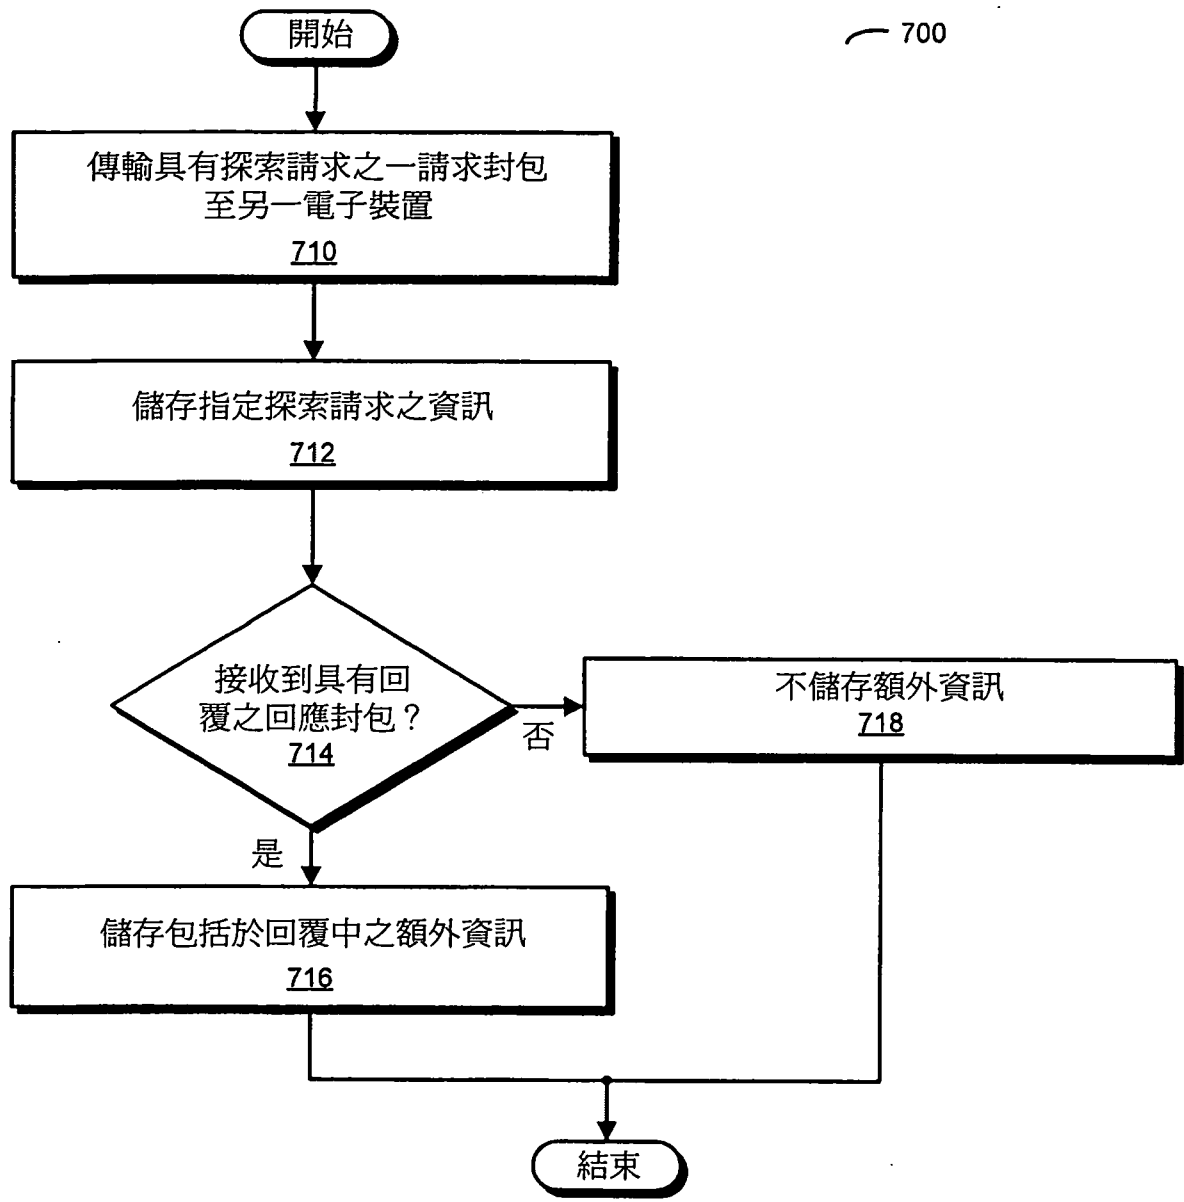 開始
700
傳輸具有探索請求之一請求封包
至另一電子裝置
710
儲存指定探索請求之資訊
712
接收到具有回
覆之回應封包？
714
否
不儲存額外資訊
718
是
儲存包括於回覆中之額外資訊
716
結束